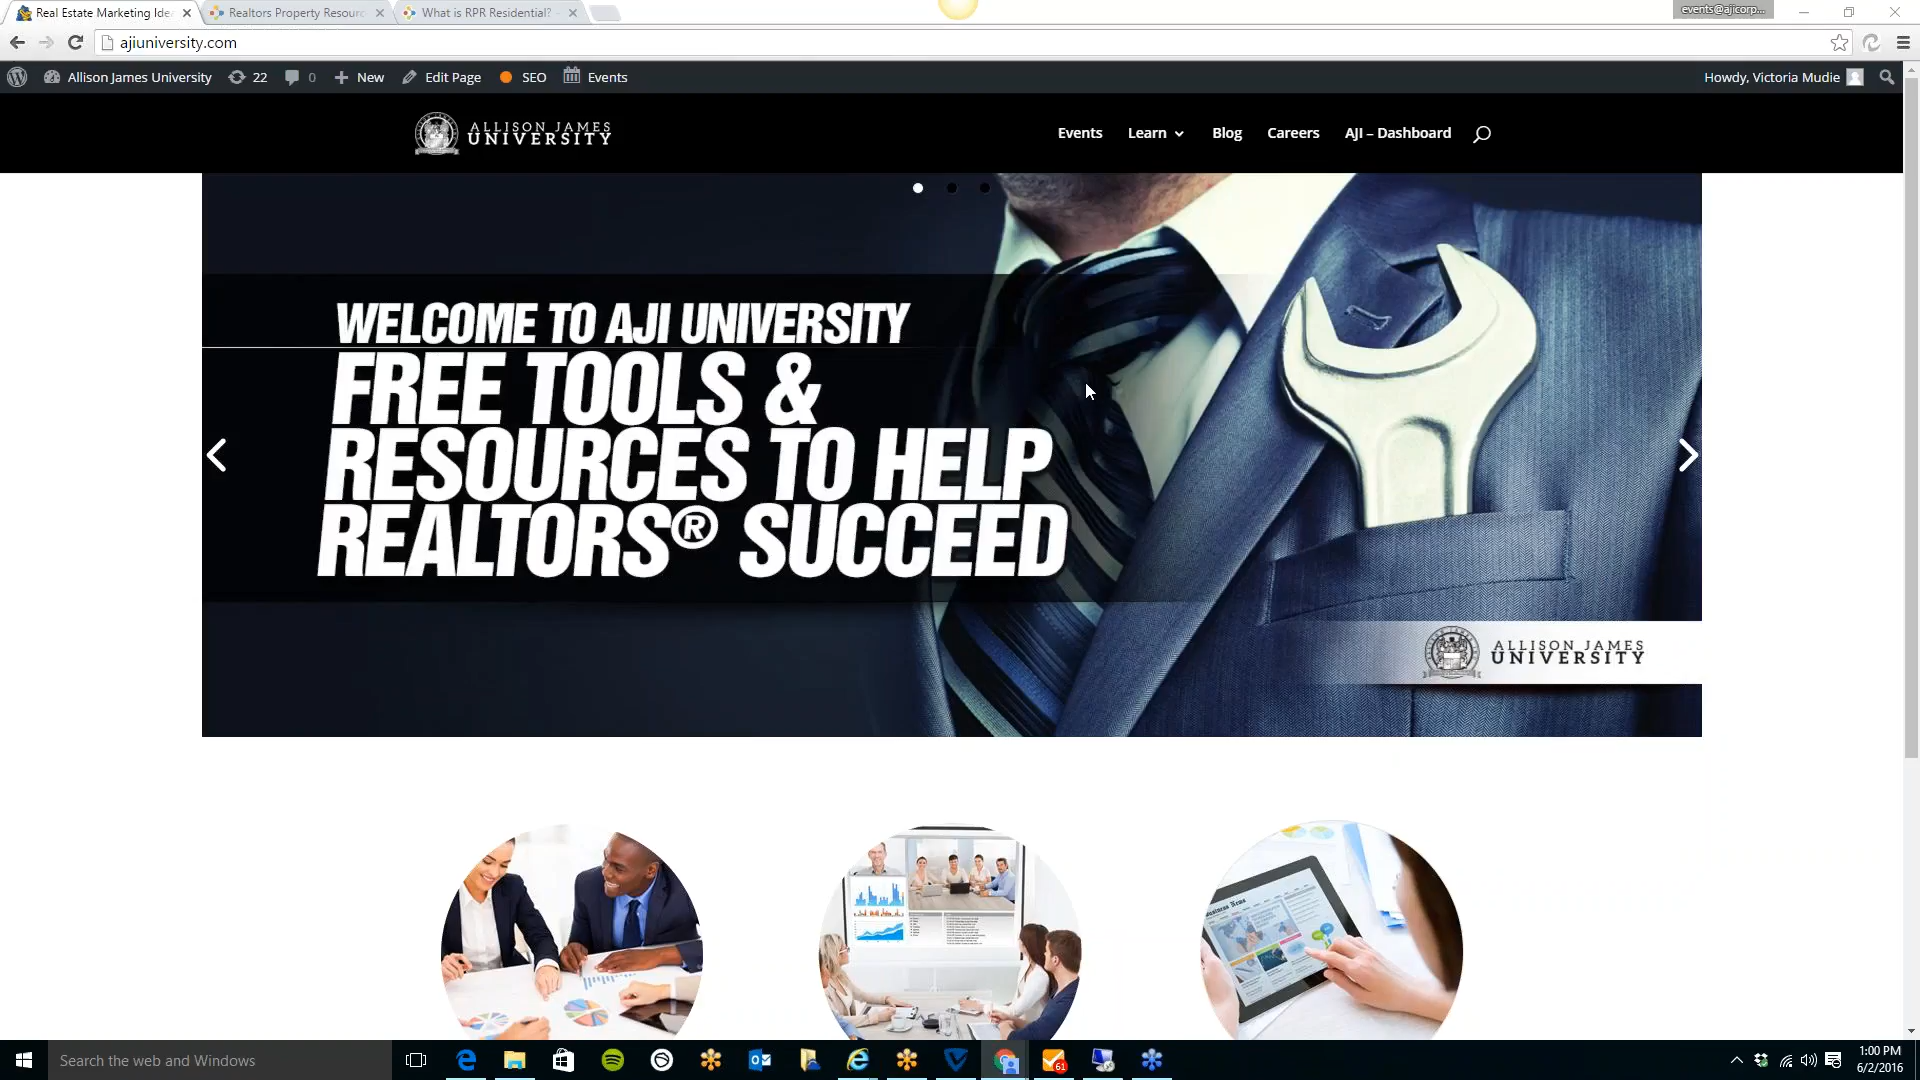 Real Estate Marketing Ide
Realtors Property Resour
What is RPR Residential? -
events@ajicorp...
ajiuniversity.com
Allison James University
22
0
New
Edit Page
SEO
Events
Howdy, Victoria Mudie
ALLISON JAMES
UNIVERSITY
Events
Learn
Blog
Careers
AJI – Dashboard
WELCOME TO AJI UNIVERSITY
FREE TOOLS &
RESOURCES TO HELP
REALTORS® SUCCEED
ALLISON JAMES
UNIVERSITY
Business News
Search the web and Windows
61
1:00 PM
6/2/2016